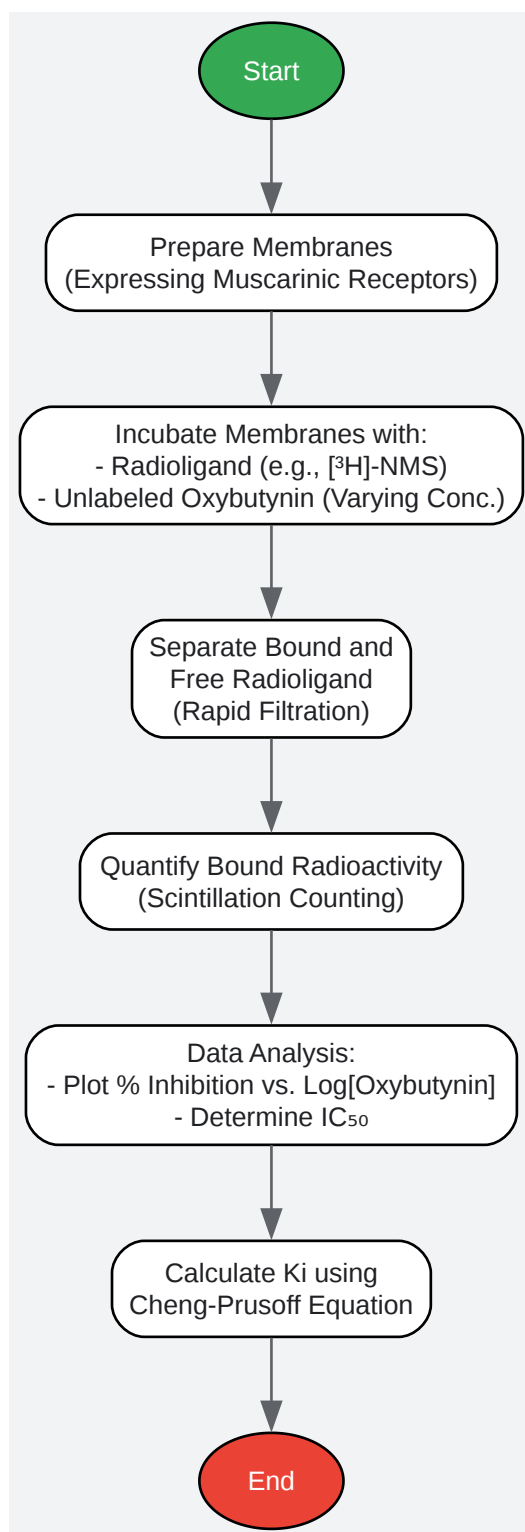 Start
Prepare Membranes
(Expressing Muscarinic Receptors)
Incubate Membranes with:
- Radioligand (e.g., [³H]-NMS)
- Unlabeled Oxybutynin (Varying Conc.)
Separate Bound and
Free Radioligand
(Rapid Filtration)
Quantify Bound Radioactivity
(Scintillation Counting)
Data Analysis:
- Plot % Inhibition vs. Log[Oxybutynin]
- Determine IC₅₀
Calculate Ki using
Cheng-Prusoff Equation
End